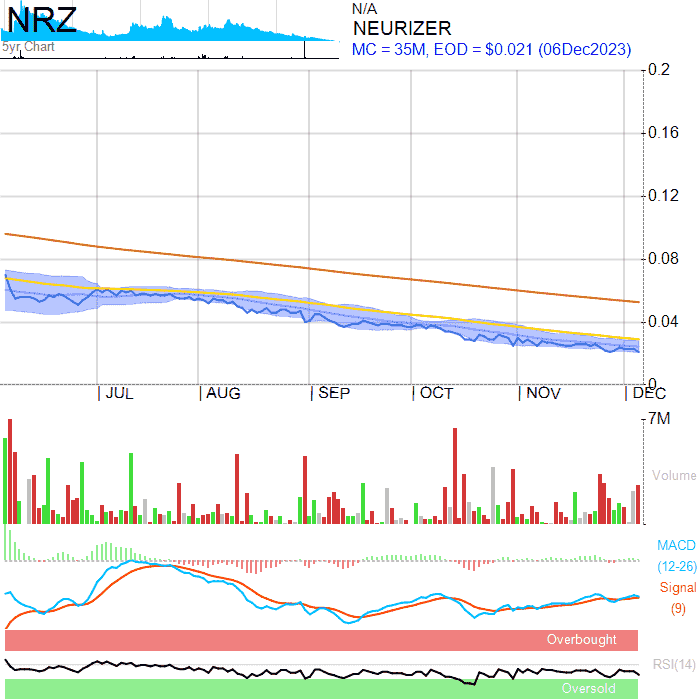 NRZ
5yr Chart
N/A
NEURIZER
MC = 35M, EOD = $0.021 (06Dec2023)
0.2
0.16
0.12
0.08
0.04
0
JUL AUG SEP OCT NOV DEC
7M
Volume
MACD
(12-26)
Signal
(9)
Overbought
RSI(14)
Oversold